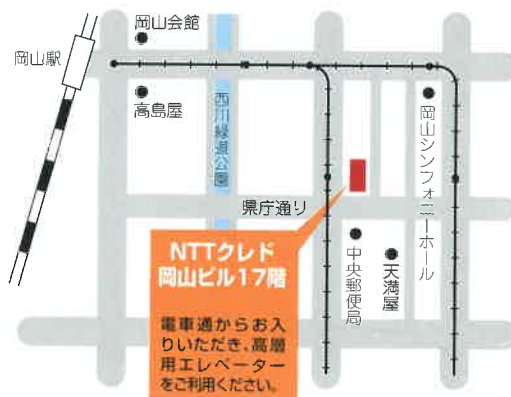 岡山会館
岡山駅
高島屋
西川緑道公園
岡山シンフォニーホール
県庁通り
中央郵便局
天満屋
NTTクレド
岡山ビル17階
電車通からお入
りいただき、高層
用エレベーター
をご利用ください。